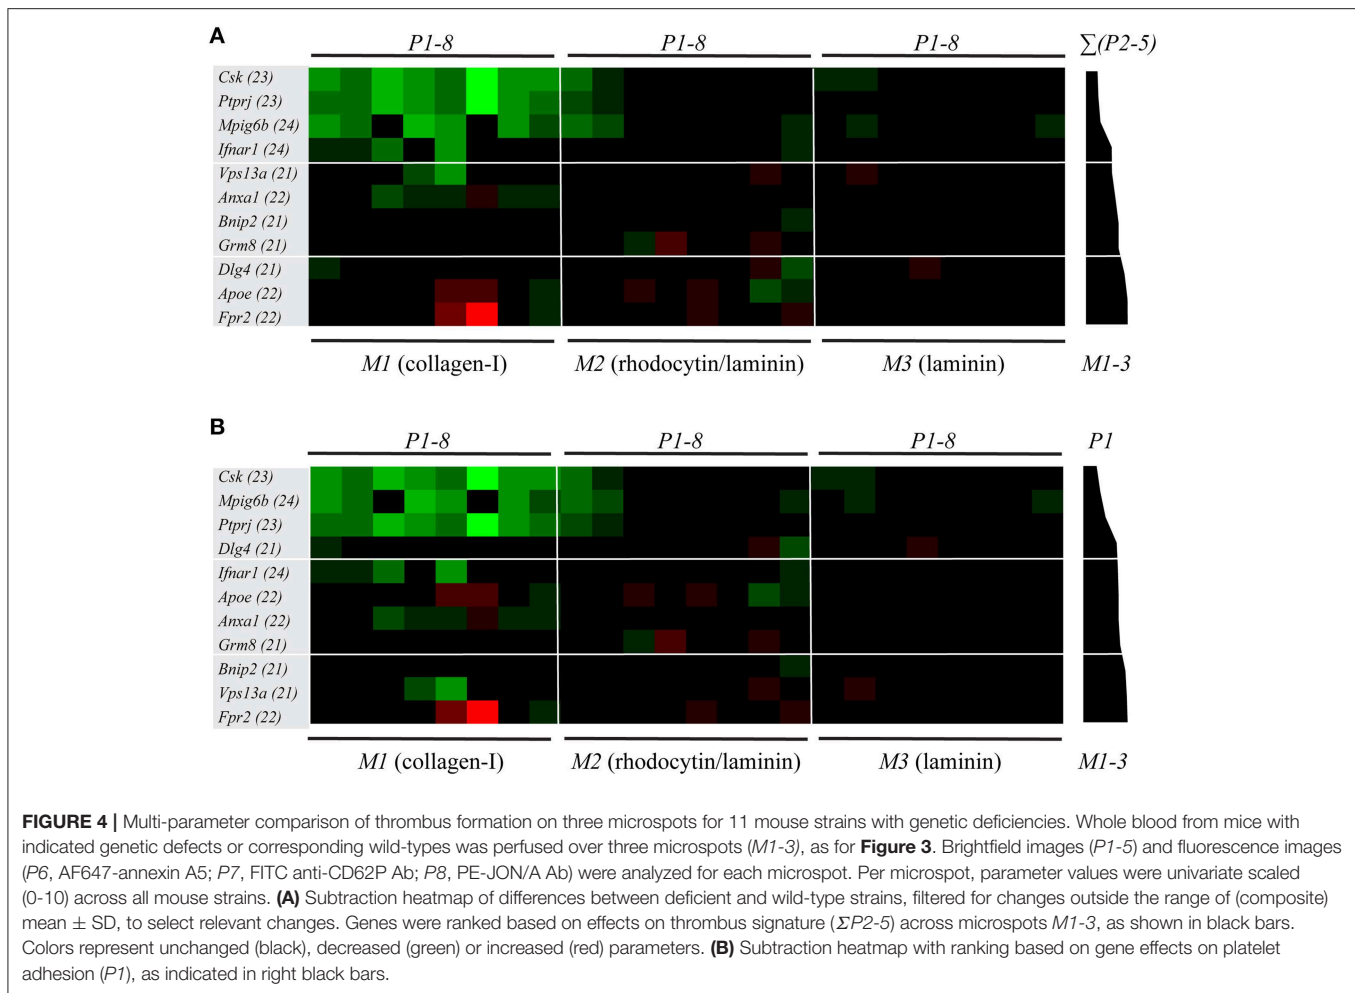 A
P1-8 P1-8 P1-8 ∑(P2-5)
Csk (23)
Ptprj (23)
Mpig6b (24)
Ifnar1 (24)
Vps13a (21)
Anxa1 (22)
Bnip2 (21)
Grm8 (21)
Dlg4 (21)
Apoe (22)
Fpr2 (22)
M1 (collagen-I) M2 (rhodocytin/laminin) M3 (laminin) M1-3
B
P1-8 P1-8 P1-8 P1
Csk (23)
Mpig6b (24)
Ptprj (23)
Dlg4 (21)
Ifnar1 (24)
Apoe (22)
Anxa1 (22)
Grm8 (21)
Bnip2 (21)
Vps13a (21)
Fpr2 (22)
M1 (collagen-I) M2 (rhodocytin/laminin) M3 (laminin) M1-3
FIGURE 4 | Multi-parameter comparison of thrombus formation on three microspots for 11 mouse strains with genetic deficiencies. Whole blood from mice with
indicated genetic defects or corresponding wild-types was perfused over three microspots (M1-3), as for Figure 3. Brightfield images (P1-5) and fluorescence images
(P6, AF647-annexin A5; P7, FITC anti-CD62P Ab; P8, PE-JON/A Ab) were analyzed for each microspot. Per microspot, parameter values were univariate scaled
(0-10) across all mouse strains. (A) Subtraction heatmap of differences between deficient and wild-type strains, filtered for changes outside the range of (composite)
mean ± SD, to select relevant changes. Genes were ranked based on effects on thrombus signature (ΣP2-5) across microspots M1-3, as shown in black bars.
Colors represent unchanged (black), decreased (green) or increased (red) parameters. (B) Subtraction heatmap with ranking based on gene effects on platelet
adhesion (P1), as indicated in right black bars.